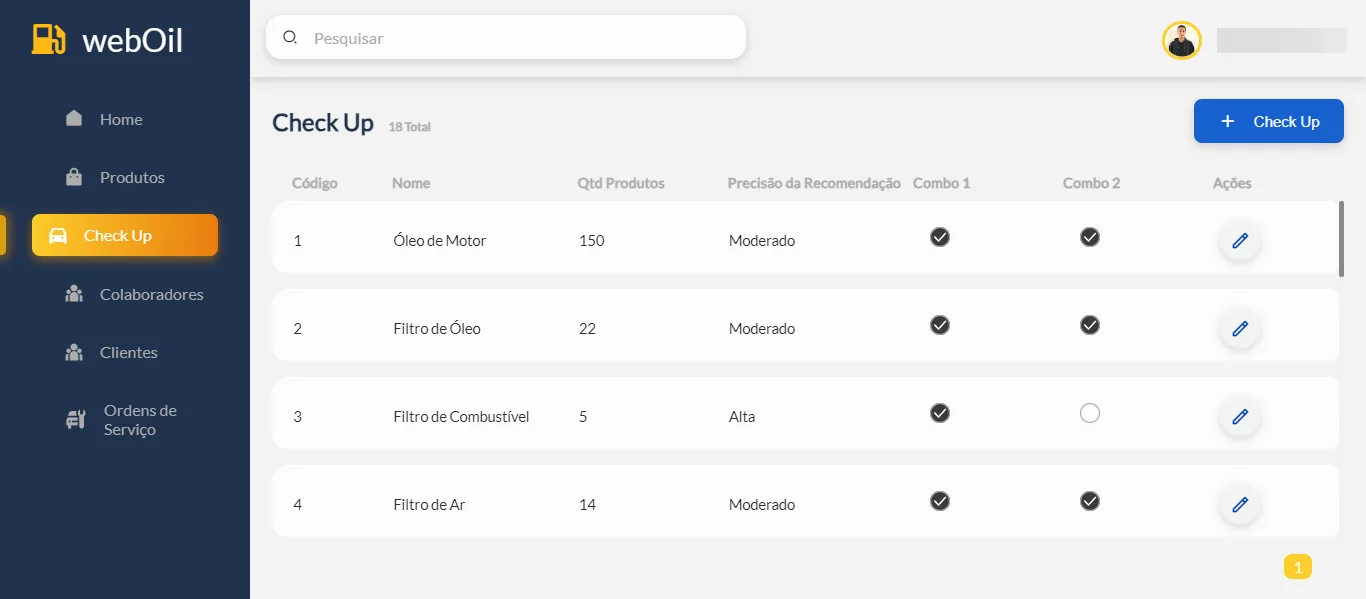 webOil
Pesquisar
Home
Produtos
Check Up
Colaboradores
Clientes
Ordens de
Serviço
Check Up 18 Total
+ Check Up
Código Nome Qtd Produtos Precisão da Recomendação Combo 1 Combo 2 Ações
1 Óleo de Motor 150 Moderado
2 Filtro de Óleo 22 Moderado
3 Filtro de Combustível 5 Alta
4 Filtro de Ar 14 Moderado
1